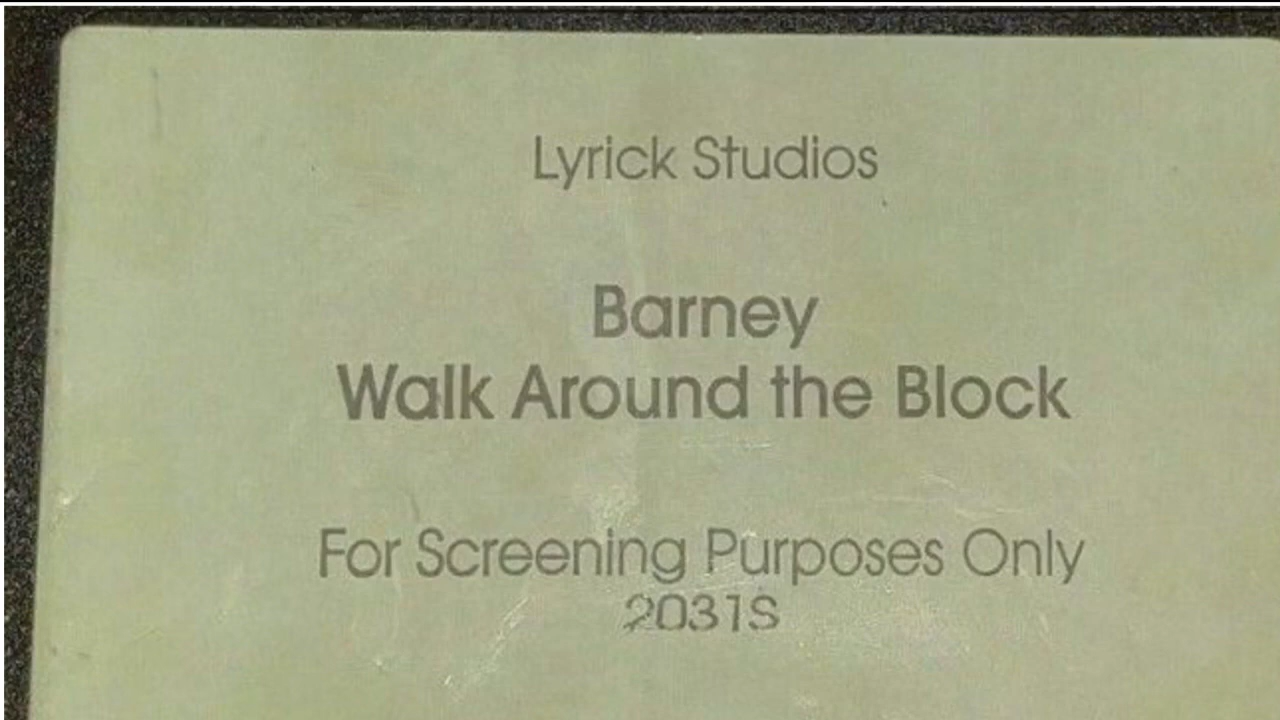 Lyrick Studios
Barney
Walk Around the Block
For Screening Purposes Only
2031S